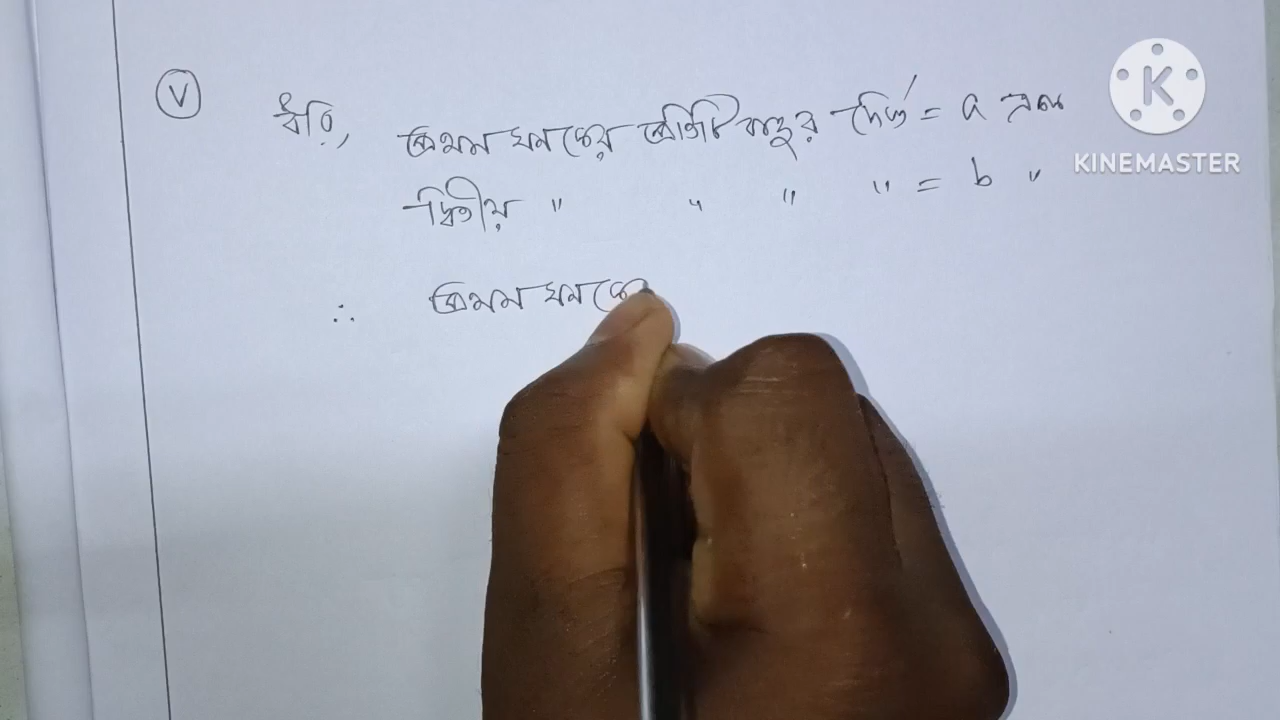 V ধরি, প্রথম ঘনকের প্রতিটি বাহুর দৈর্ঘ্য = a একক
দ্বিতীয় " " " " = b "
∴ প্রথম ঘনকে
KINEMASTER